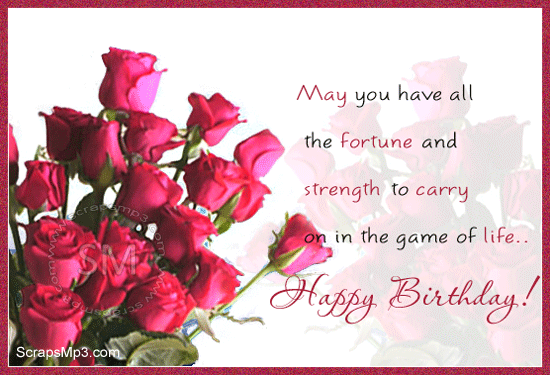 May you have all
the fortune and
strength to carry
on in the game of life..
Happy Birthday!
SM
ScrapsMp3.com